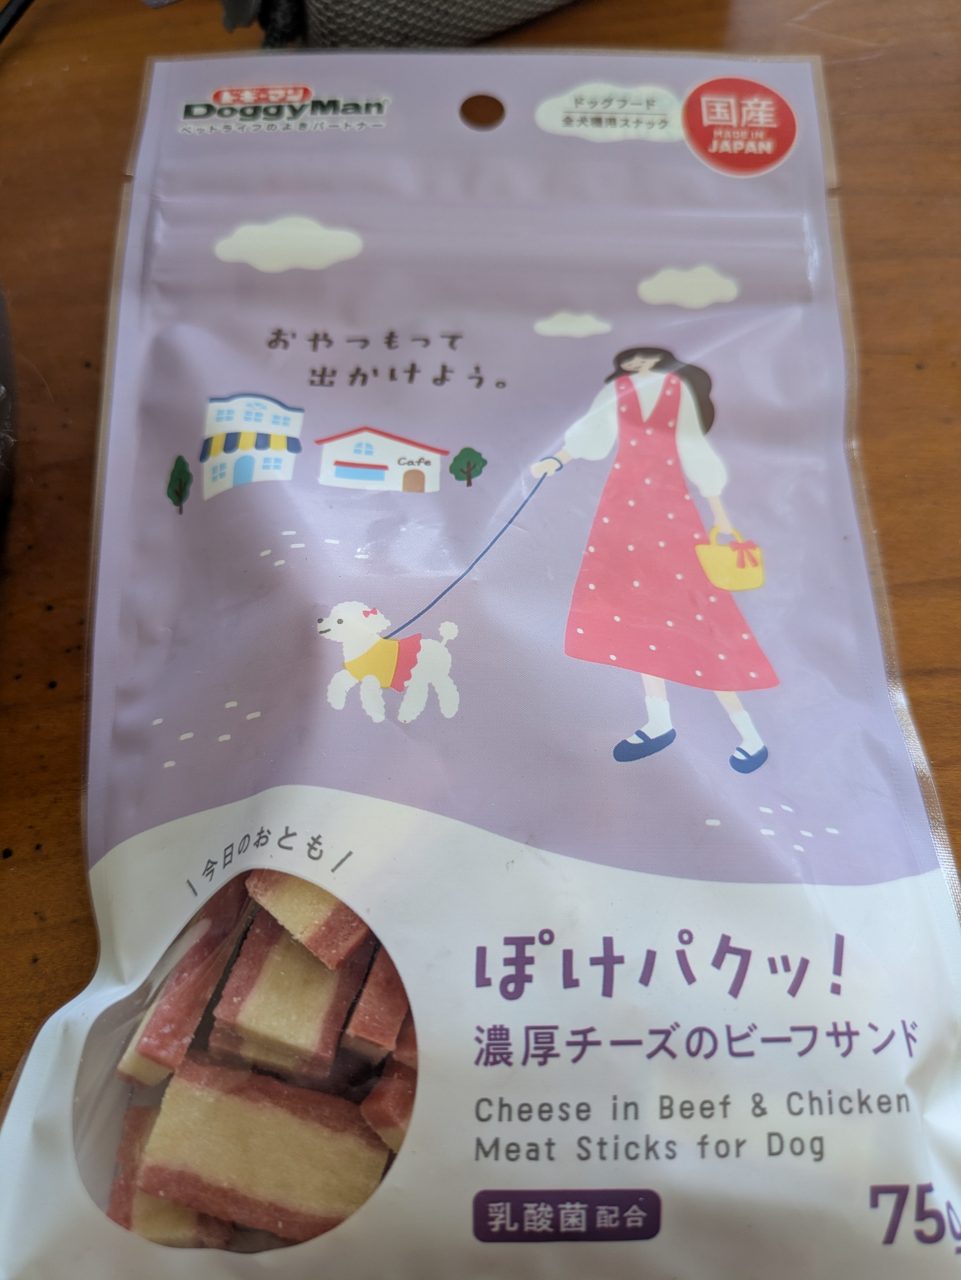 ドギーマン
DoggyMan
ペットライフのよきパートナー
ドッグフード
全犬種用スナック
国産
MADE IN
JAPAN
おやつもって
出かけよう。
Cafe
今日のおとも
ぽけパクッ!
濃厚チーズのビーフサンド
Cheese in Beef & Chicken
Meat Sticks for Dog
乳酸菌配合
75g